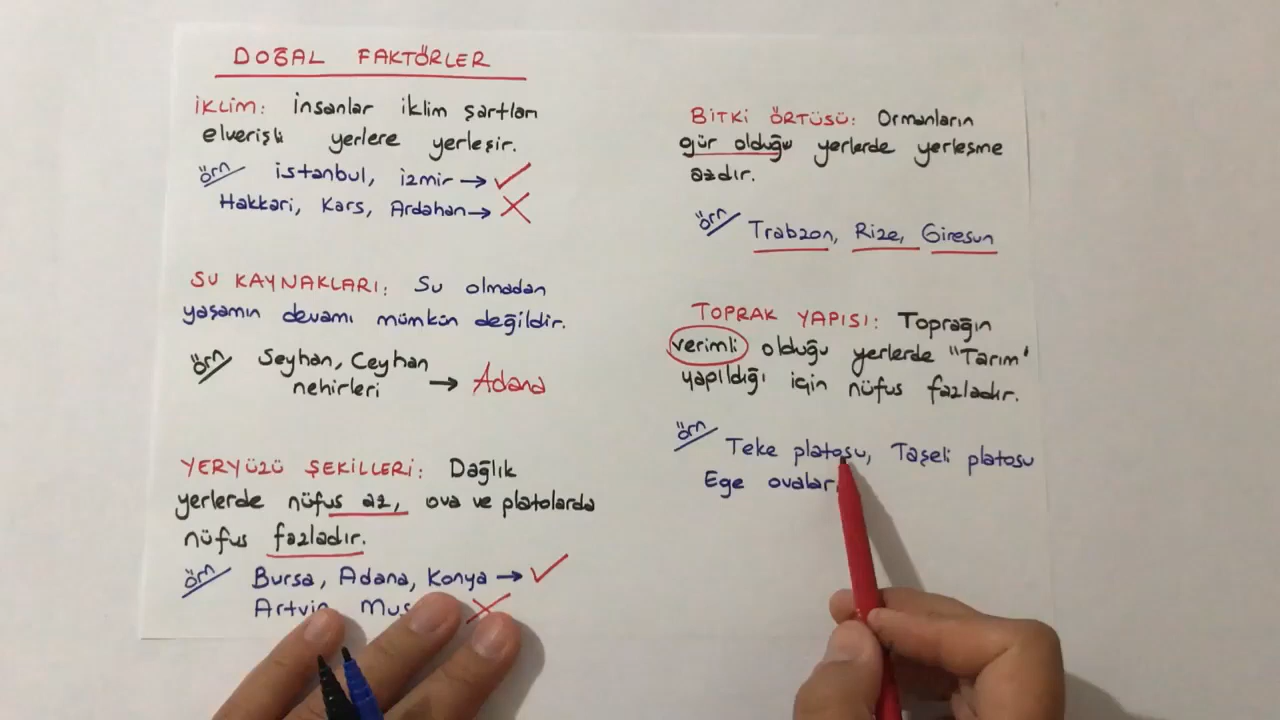 DOĞAL FAKTÖRLER
İKLİM: İnsanlar iklim şartları
elverişli yerlere yerleşir.
örn İstanbul, İzmir → ✓
Hakkari, Kars, Ardahan → X
SU KAYNAKLARI: Su olmadan
yaşamın devamı mümkün değildir.
örn Seyhan, Ceyhan
nehirleri → Adana
YERYÜZÜ ŞEKİLLERİ: Dağlık
yerlerde nüfus az, ova ve platolarda
nüfus fazladır.
örn Bursa, Adana, Konya → ✓
Artvin X
BİTKİ ÖRTÜSÜ: Ormanların
gür olduğu yerlerde yerleşme
azdır.
örn Trabzon, Rize, Giresun
TOPRAK YAPISI: Toprağın
verimli olduğu yerlerde "Tarım"
yapıldığı için nüfus fazladır.
örn Teke platosu, Taşeli platosu
Ege ovaları